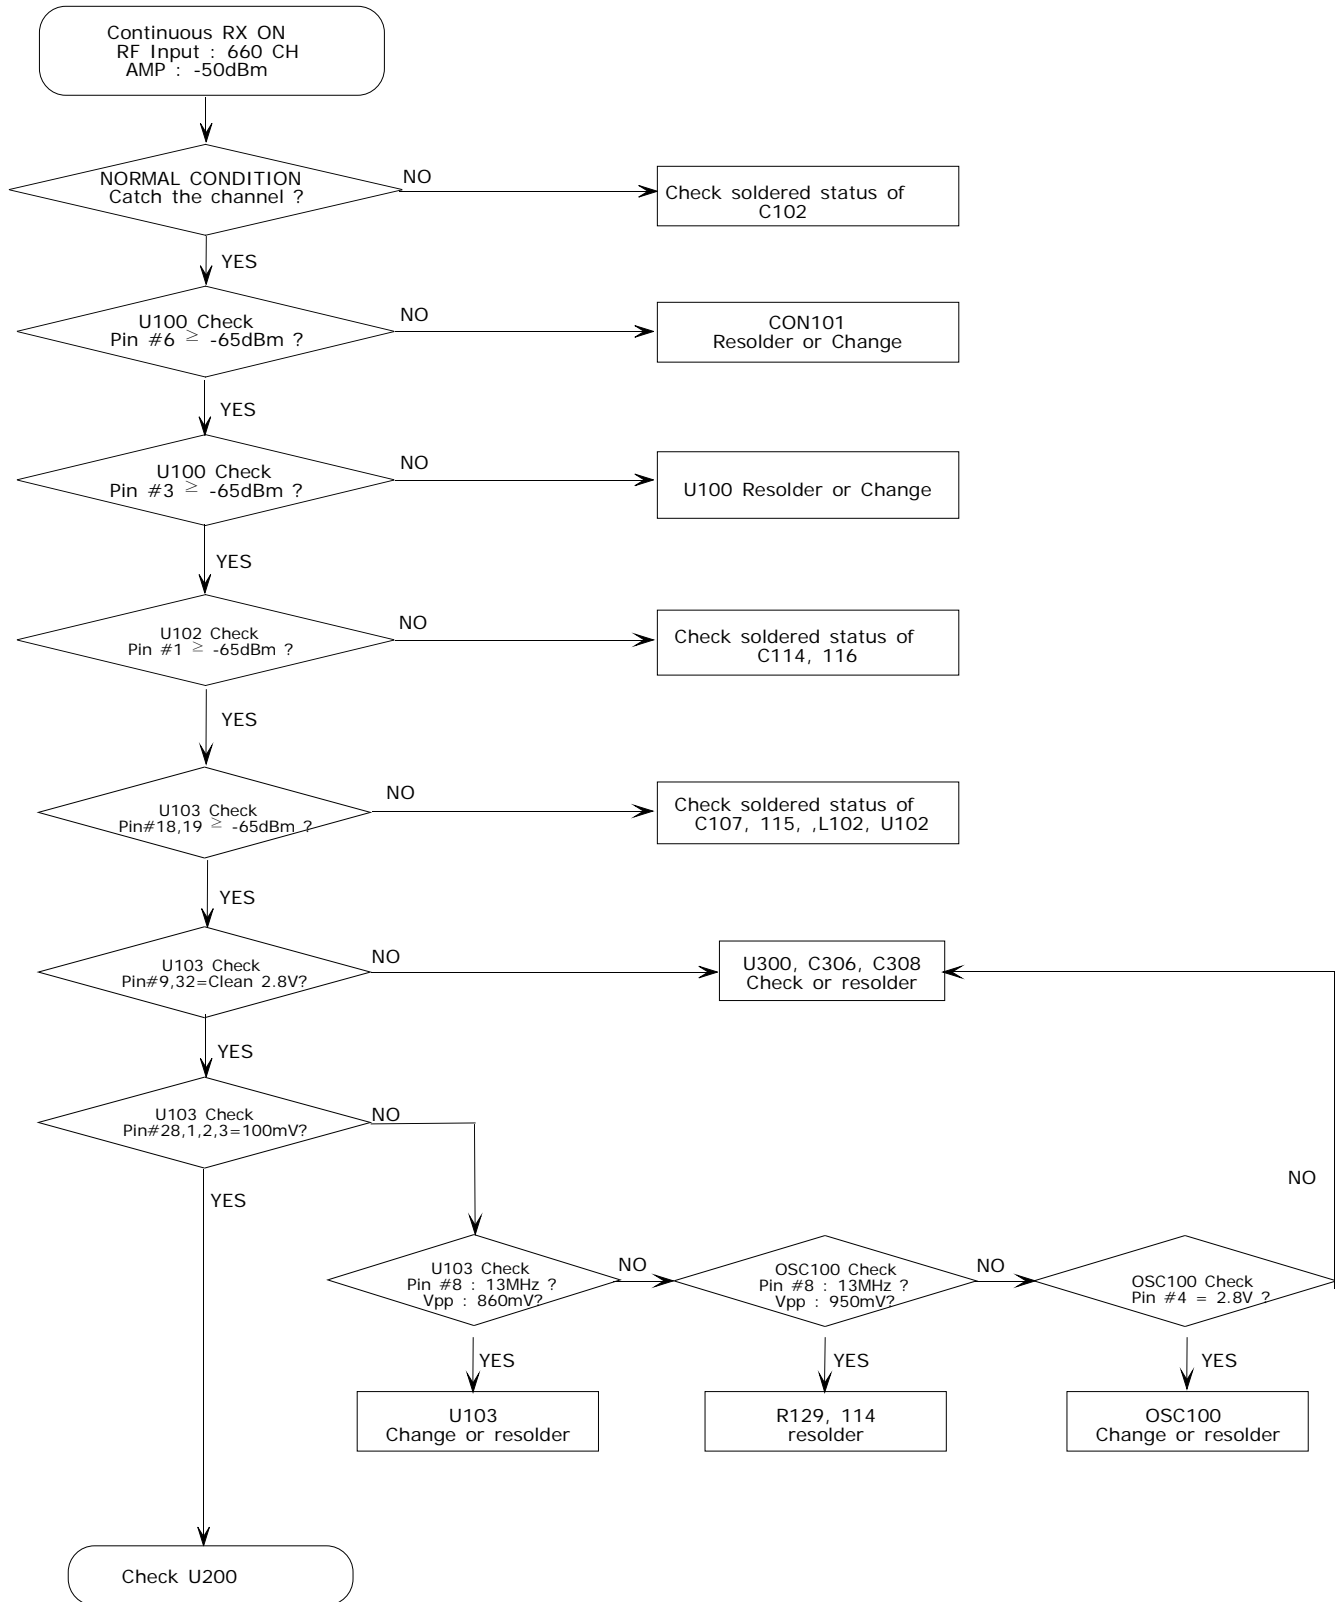 Continuous RX ON
RF Input : 660 CH
AMP : -50dBm
NORMAL CONDITION
Catch the channel ?
NO
Check soldered status of
C102
YES
U100 Check
Pin #6 ≥ -65dBm ?
NO
CON101
Resolder or Change
YES
U100 Check
Pin #3 ≥ -65dBm ?
NO
U100 Resolder or Change
YES
U102 Check
Pin #1 ≥ -65dBm ?
NO
Check soldered status of
C114, 116
YES
U103 Check
Pin#18,19 ≥ -65dBm ?
NO
Check soldered status of
C107, 115, ,L102, U102
YES
U103 Check
Pin#9,32=Clean 2.8V?
NO
U300, C306, C308
Check or resolder
YES
U103 Check
Pin#28,1,2,3=100mV?
NO
YES
NO
U103 Check
Pin #8 : 13MHz ?
Vpp : 860mV?
NO
OSC100 Check
Pin #8 : 13MHz ?
Vpp : 950mV?
NO
OSC100 Check
Pin #4 = 2.8V ?
YES
YES
YES
U103
Change or resolder
R129, 114
resolder
OSC100
Change or resolder
Check U200